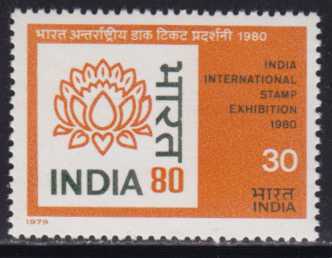 भारत अन्तर्राष्ट्रीय डाक टिकट प्रदर्शनी 1980
भारत
INDIA 80
INDIA
INTERNATIONAL
STAMP
EXHIBITION
1980
30
भारत
INDIA
1979